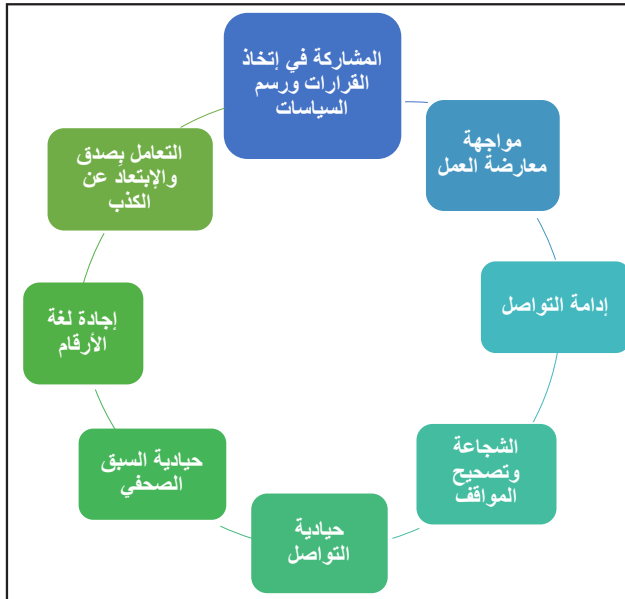 المشاركة في إتخاذ
القرارات ورسم
السياسات
مواجهة
معارضة العمل
إدامة التواصل
الشجاعة
وتصحيح
المواقف
حيادية
التواصل
حيادية السبق
الصحفي
إجادة لغة
الأرقام
التعامل بِصدق
والإبتعاد عن
الكذب